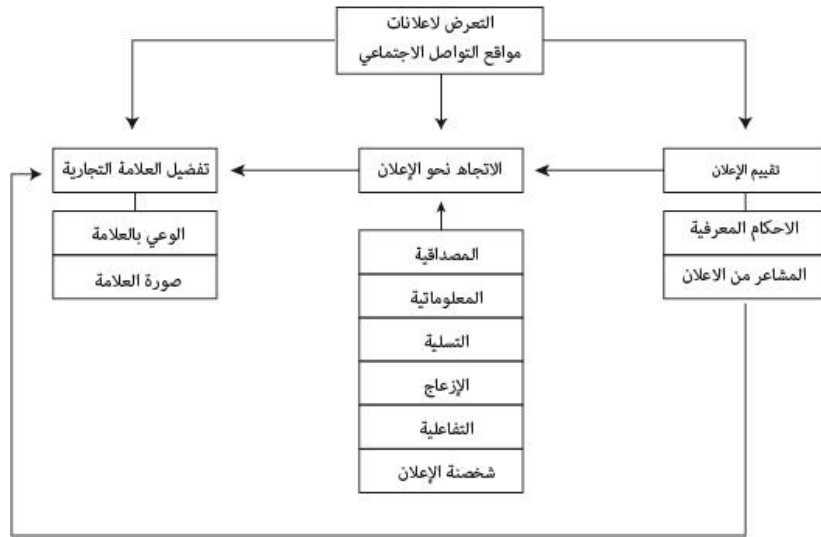 التعرض لاعلانات
مواقع التواصل الاجتماعي
تقييم الإعلان
الاتجاه نحو الإعلان
تفضيل العلامة التجارية
الاحكام المعرفية
المشاعر من الاعلان
المصداقية
المعلوماتية
التسلية
الإزعاج
التفاعلية
شخصنة الإعلان
الوعي بالعلامة
صورة العلامة